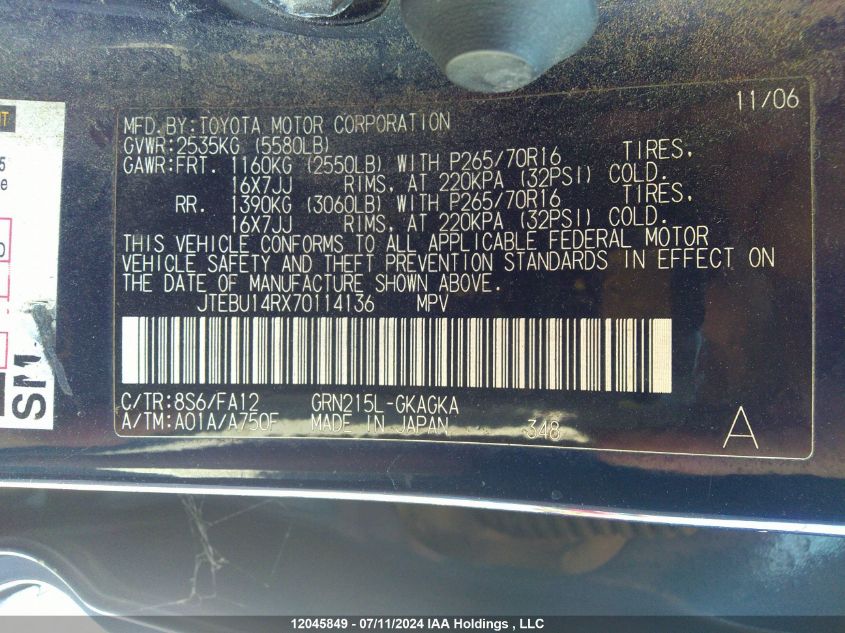 11/06
MFD. BY:TOYOTA MOTOR CORPORATION
GVWR:2535KG (5580LB)
GAWR:FRT. 1160KG (2550LB) WITH P265/70R16 TIRES,
16X7JJ RIMS, AT 220KPA (32PSI) COLD.
RR. 1390KG (3060LB) WITH P265/70R16 TIRES,
16X7JJ RIMS, AT 220KPA (32PSI) COLD.
THIS VEHICLE CONFORMS TO ALL APPLICABLE FEDERAL MOTOR
VEHICLE SAFETY AND THEFT PREVENTION STANDARDS IN EFFECT ON
THE DATE OF MANUFACTURE SHOWN ABOVE.
JTEBU14RX70114136 MPV
C/TR:8S6/FA12 GRN215L-GKAGKA
A/TM:A01A/A750F MADE IN JAPAN 348 A
12045849 - 07/11/2024 IAA Holdings , LLC